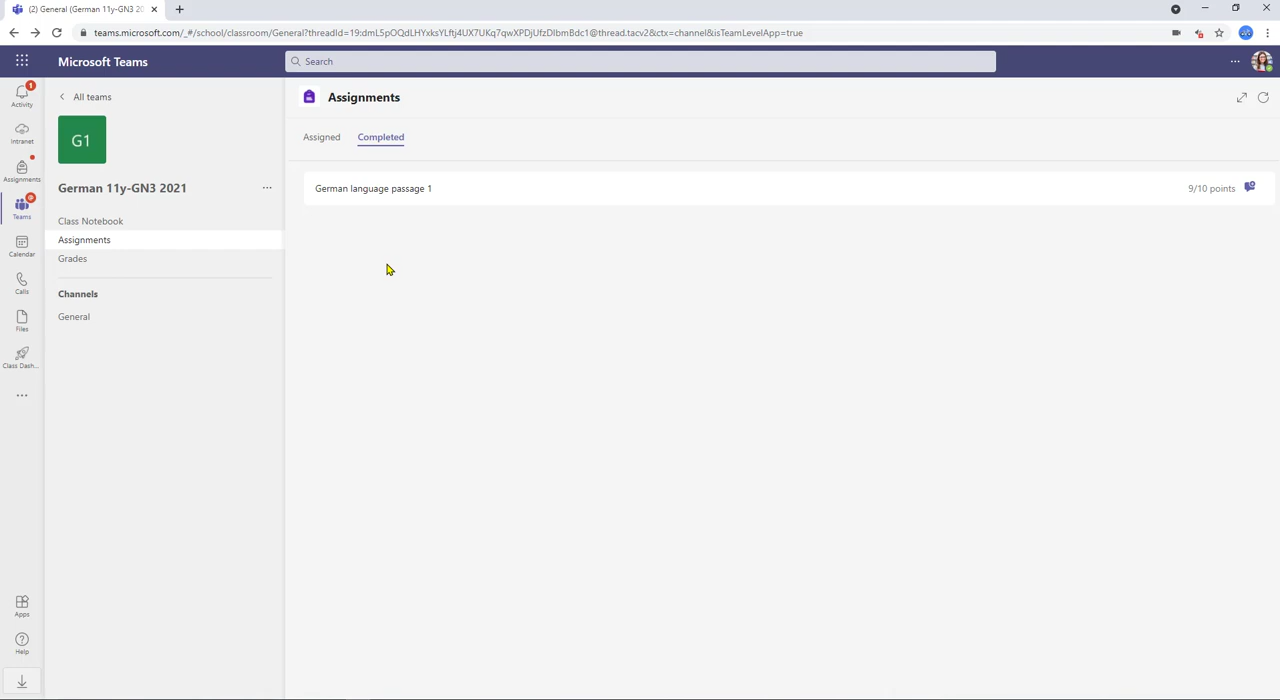 (2) General (German 11y-GN3 20
teams.microsoft.com/_#/school/classroom/General?threadId=19:dmL5pOQdLHYxksYLftj4UX7UKq7qwXPDjUfzDlbmBdc1@thread.tacv2&ctx=channel&isTeamLevelApp=true
Microsoft Teams
Search
1
Activity
Intranet
Assignments
@
Teams
Calendar
Calls
Files
Class Dash...
...
Apps
Help
All teams
G1
German 11y-GN3 2021
...
Class Notebook
Assignments
Grades
Channels
General
Assignments
Assigned
Completed
German language passage 1
9/10 points